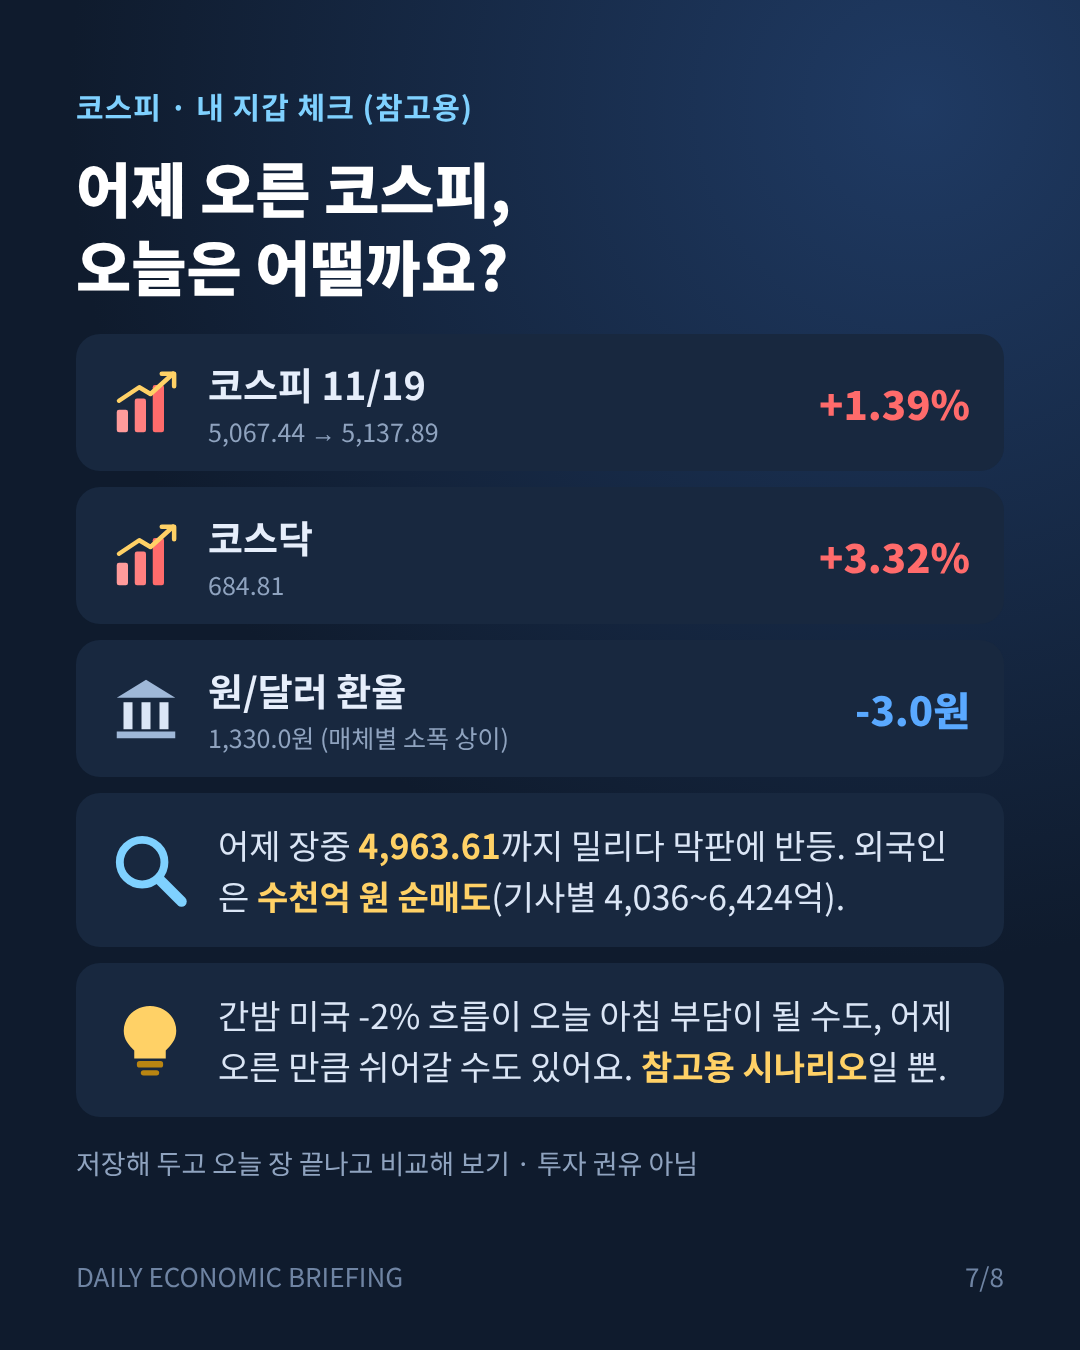 코스피 · 내 지갑 체크 (참고용)
어제 오른 코스피,
오늘은 어떨까요?
코스피 11/19
5,067.44 → 5,137.89
+1.39%
코스닥
684.81
+3.32%
원/달러 환율
1,330.0원 (매체별 소폭 상이)
-3.0원
어제 장중 4,963.61까지 밀리다 막판에 반등. 외국인
은 수천억 원 순매도(기사별 4,036~6,424억).
간밤 미국 -2% 흐름이 오늘 아침 부담이 될 수도, 어제
오른 만큼 쉬어갈 수도 있어요. 참고용 시나리오일 뿐.
저장해 두고 오늘 장 끝나고 비교해 보기 · 투자 권유 아님
DAILY ECONOMIC BRIEFING
7/8